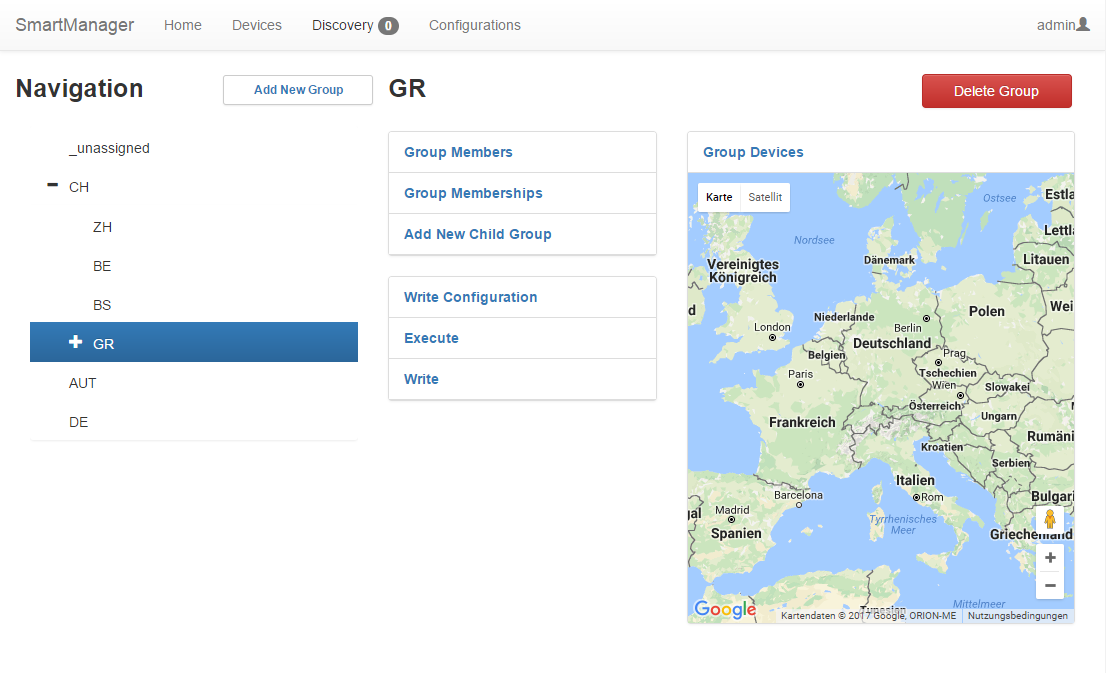 SmartManager Home Devices Discovery 0 Configurations admin
Navigation
Add New Group
GR
Delete Group
_unassigned
CH
ZH
BE
BS
GR
AUT
DE
Group Members
Group Memberships
Add New Child Group
Write Configuration
Execute
Write
Group Devices
Karte Satellit
Ostsee
Estla
Nordsee
Lettl
Dänemark
Litauen
Vereinigtes
Königreich
d
Niederlande
Polen
Wei
London
Berlin
Deutschland
Belgien
Prag
Tschechien
Paris
Wien
Slowakei
Österreich
Ungarn
Frankreich
Kroatien
Rumäni
Serbien
Italien
Barcelona
Rom
Bulgari
Madrid
gal
Spanien
Tyrrhenisches
Meer
Griechenland
Mittelmeer
Tunesien
Google
Kartendaten © 2017 Google, ORION-ME Nutzungsbedingungen